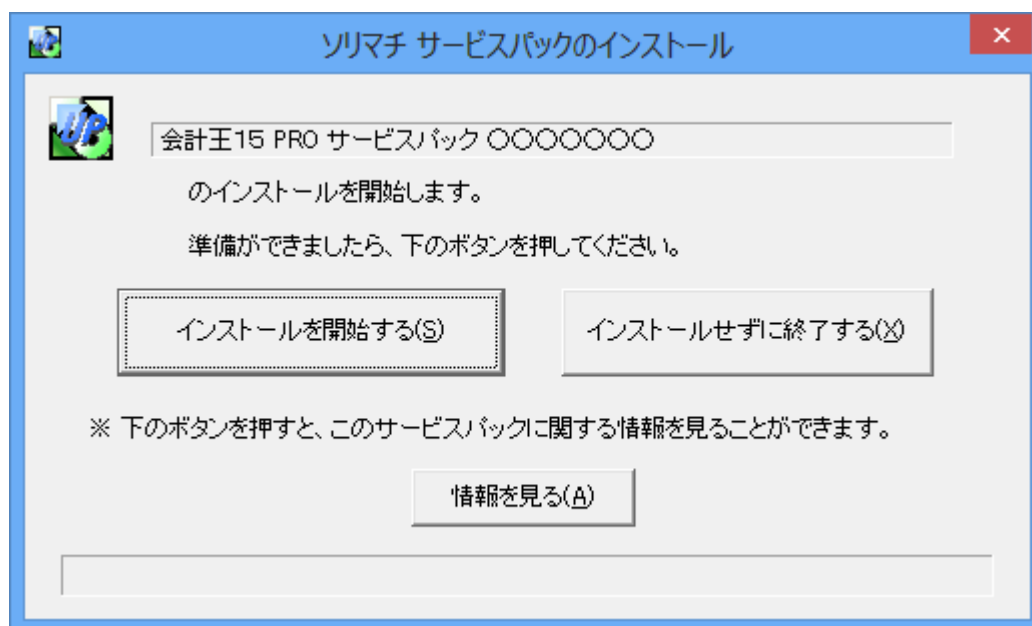 ソリマチ サービスパックのインストール
UP
会計王15 PRO サービスパック 〇〇〇〇〇〇〇
のインストールを開始します。
準備ができましたら、下のボタンを押してください。
インストールを開始する(S) インストールせずに終了する(X)
※ 下のボタンを押すと、このサービスパックに関する情報を見ることができます。
情報を見る(A)